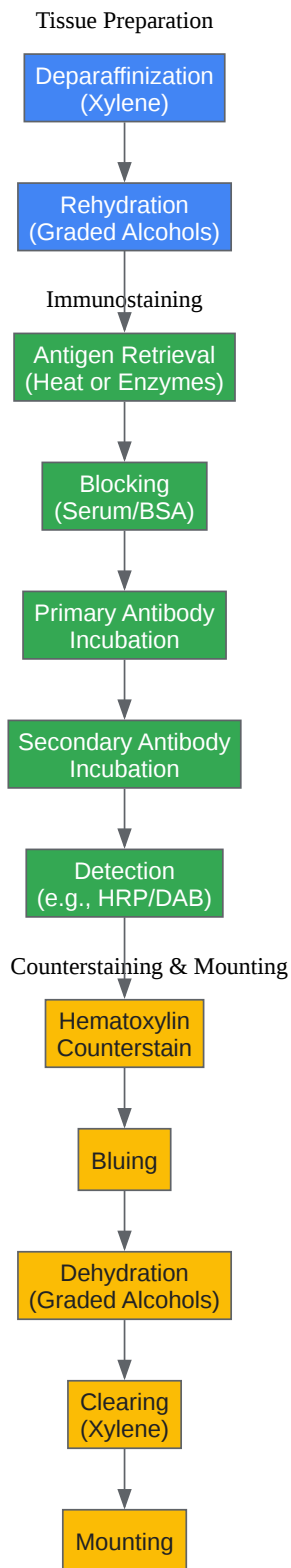 Tissue Preparation
Deparaffinization
(Xylene)
Rehydration
(Graded Alcohols)
Immunostaining
Antigen Retrieval
(Heat or Enzymes)
Blocking
(Serum/BSA)
Primary Antibody
Incubation
Secondary Antibody
Incubation
Detection
(e.g., HRP/DAB)
Counterstaining & Mounting
Hematoxylin
Counterstain
Bluing
Dehydration
(Graded Alcohols)
Clearing
(Xylene)
Mounting